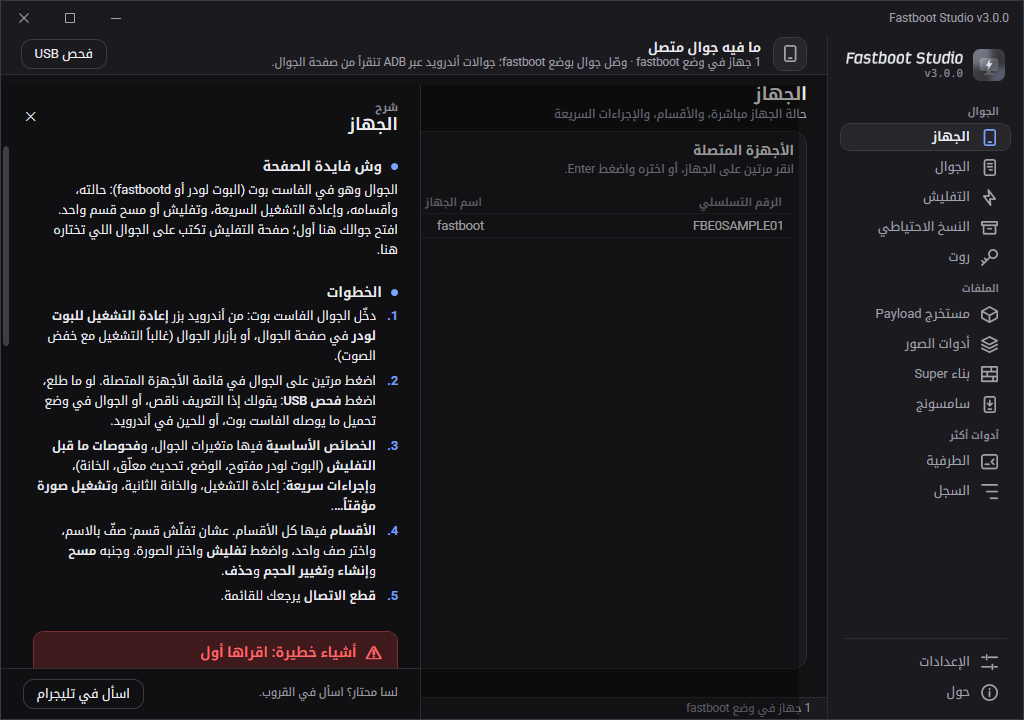 Fastboot Studio v3.0.0
ما فيه جوال متصل
1 جهاز في وضع fastboot · وصّل جوال بوضع fastboot؛ جوالات أندرويد عبر ADB تنقرأ من صفحة الجوال.
فحص USB
Fastboot Studio
v3.0.0
الجوال
الجهاز
الجوال
التفليش
النسخ الاحتياطي
روت
الملفات
مستخرج Payload
أدوات الصور
بناء Super
سامسونج
أدوات أكثر
الطرفية
السجل
الإعدادات
حول
الجهاز
حالة الجهاز مباشرة، والأقسام، والإجراءات السريعة
الأجهزة المتصلة
انقر مرتين على الجهاز، أو اختره واضغط Enter.
الرقم التسلسلي
اسم الجهاز
FBE0SAMPLE01
fastboot
1 جهاز في وضع fastboot
شرح
الجهاز
وش فايدة الصفحة
الجوال وهو في الفاست بوت (البوت لودر أو fastbootd): حالته،
وأقسامه، وإعادة التشغيل السريعة، وتفليش أو مسح قسم واحد.
افتح جوالك هنا أول؛ صفحة التفليش تكتب على الجوال اللي تختاره
هنا.
الخطوات
1. دخّل الجوال الفاست بوت: من أندرويد بزر إعادة التشغيل للبوت
لودر في صفحة الجوال، أو بأزرار الجوال (غالباً التشغيل مع خفض
الصوت).
2. اضغط مرتين على الجوال في قائمة الأجهزة المتصلة. لو ما طلع،
اضغط فحص USB: يقولك إذا التعريف ناقص، أو الجوال في وضع
تحميل ما يوصله الفاست بوت، أو للحين في أندرويد.
3. الخصائص الأساسية فيها متغيرات الجوال، وفحوصات ما قبل
التفليش (البوت لودر مفتوح، الوضع، تحديث معلّق، الخانة)،
وإجراءات سريعة: إعادة التشغيل، والخانة الثانية، وتشغيل صورة
مؤقتاً….
4. الأقسام فيها كل الأقسام. عشان تفلّش قسم: صفّ بالاسم،
واختر صف واحد، واضغط تفليش واختر الصورة. وجنبه مسح
وإنشاء وتغيير الحجم وحذف.
5. قطع الاتصال يرجعك للقائمة.
أشياء خطيرة: اقراها أول
لسا محتار؟ اسأل في القروب.
اسأل في تليجرام